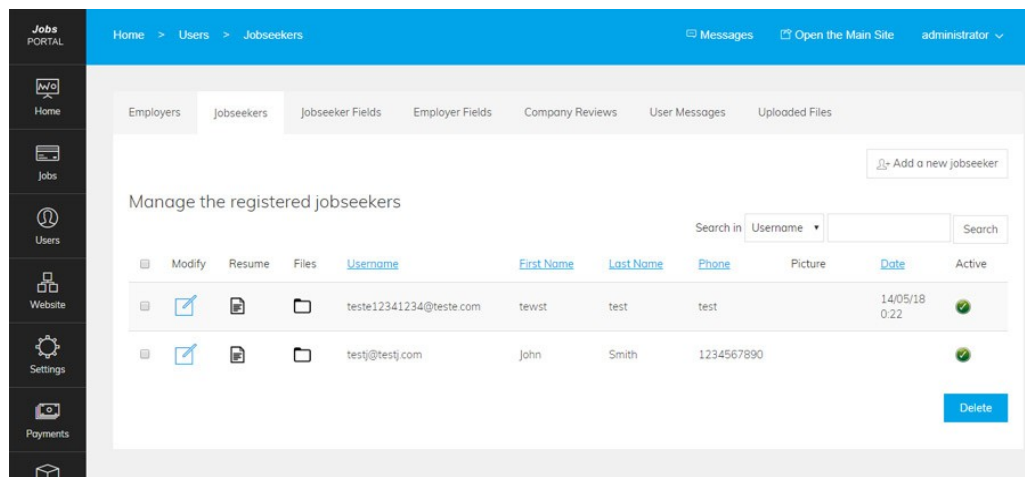 Jobs
PORTAL
Home > Users > Jobseekers
Messages
Open the Main Site
administrator
Home
Jobs
Users
Website
Settings
Payments
Employers
Jobseekers
Jobseeker Fields
Employer Fields
Company Reviews
User Messages
Uploaded Files
Add a new jobseeker
Manage the registered jobseekers
Search in Username Search
Modify Resume Files Username First Name Last Name Phone Picture Date Active
teste12341234@teste.com tewst test test 14/05/18
0:22
testj@testj.com John Smith 1234567890
Delete